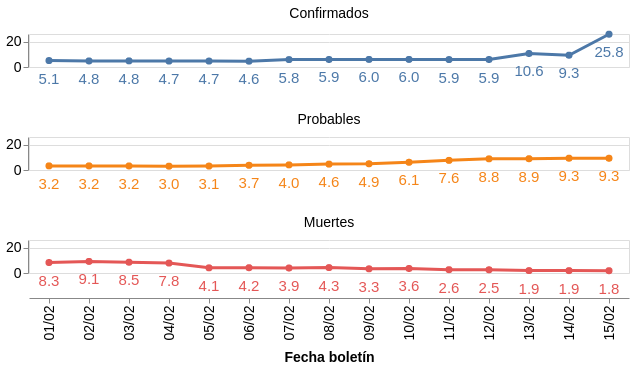 Confirmados
20
0
5.1 4.8 4.8 4.7 4.7 4.6 5.8 5.9 6.0 6.0 5.9 5.9 10.6 9.3 25.8
Probables
20
0
3.2 3.2 3.2 3.0 3.1 3.7 4.0 4.6 4.9 6.1 7.6 8.8 8.9 9.3 9.3
Muertes
20
0
8.3 9.1 8.5 7.8 4.1 4.2 3.9 4.3 3.3 3.6 2.6 2.5 1.9 1.9 1.8
01/02 02/02 03/02 04/02 05/02 06/02 07/02 08/02 09/02 10/02 11/02 12/02 13/02 14/02 15/02
Fecha boletín